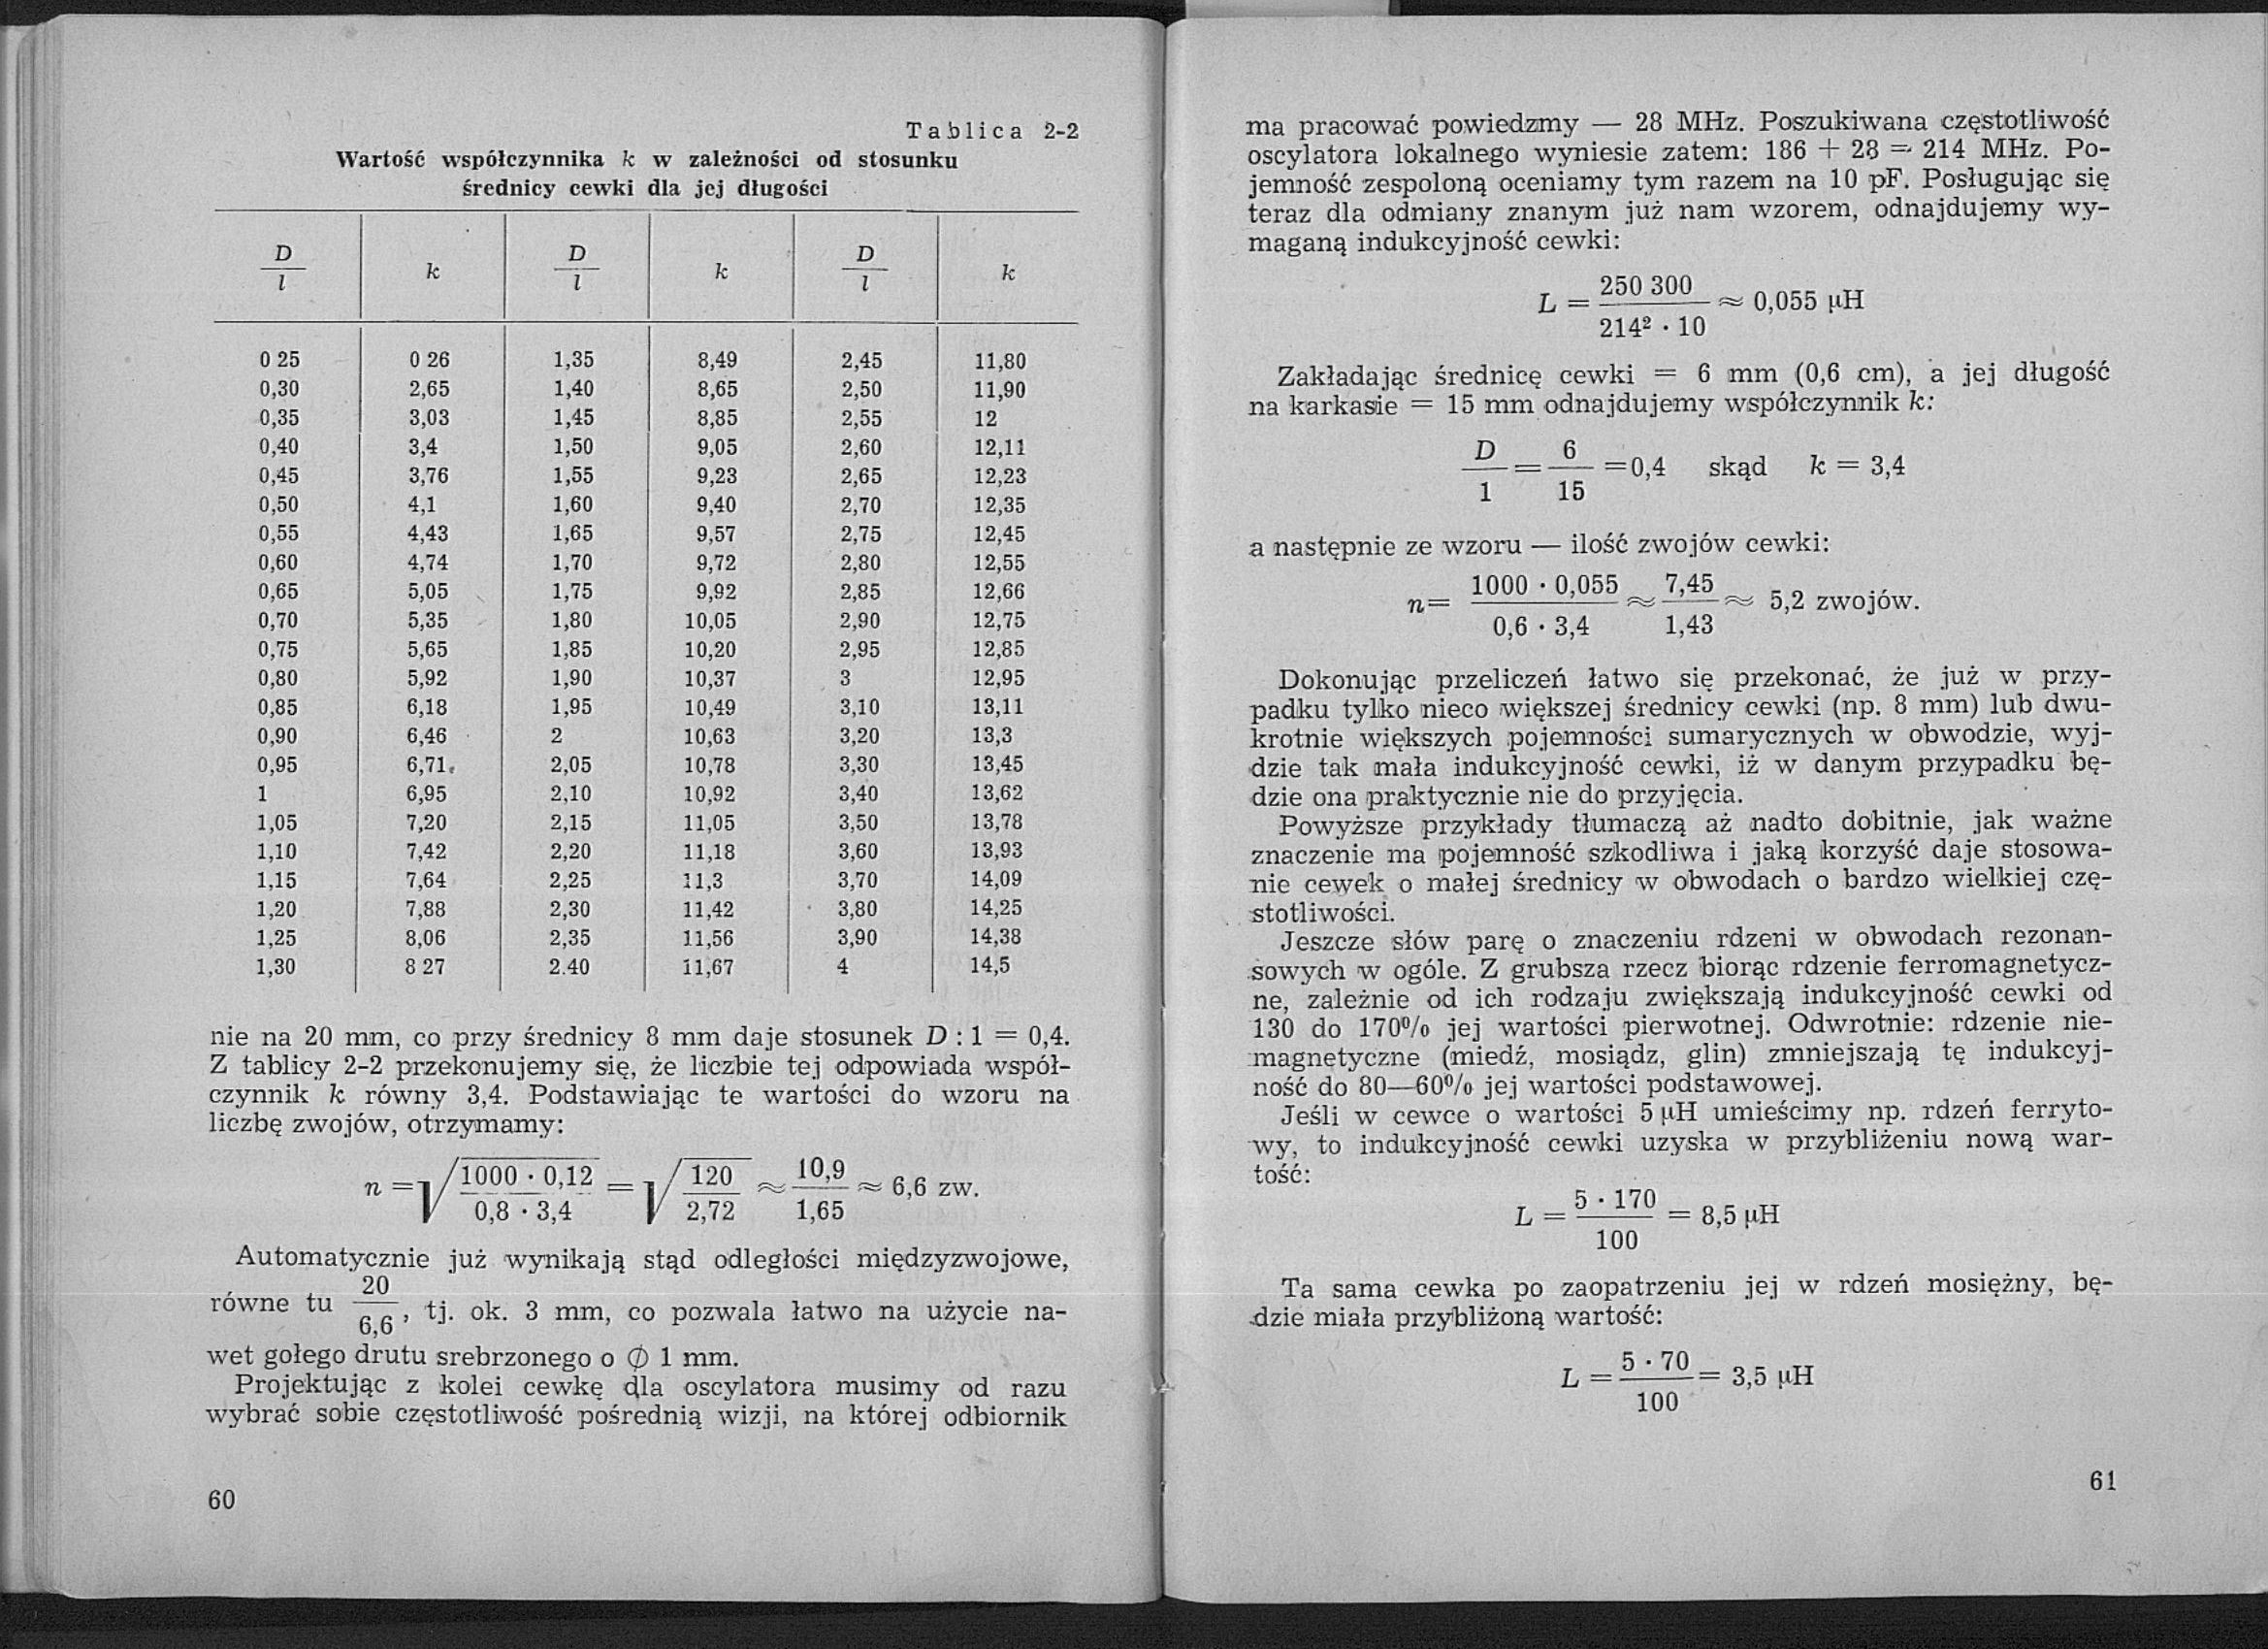 Tablica 2-2
Wartość współczynnika k w zależności od stosunku
średnicy cewki dla jej długości
D/l k D/l k D/l k
0 25 0 26 1,35 8,49 2,45 11,80
0,30 2,65 1,40 8,65 2,50 11,90
0,35 3,03 1,45 8,85 2,55 12
0,40 3,4 1,50 9,05 2,60 12,11
0,45 3,76 1,55 9,23 2,65 12,23
0,50 4,1 1,60 9,40 2,70 12,35
0,55 4,43 1,65 9,57 2,75 12,45
0,60 4,74 1,70 9,72 2,80 12,55
0,65 5,05 1,75 9,92 2,85 12,66
0,70 5,35 1,80 10,05 2,90 12,75
0,75 5,65 1,85 10,20 2,95 12,85
0,80 5,92 1,90 10,37 3 12,95
0,85 6,18 1,95 10,49 3,10 13,11
0,90 6,46 2 10,63 3,20 13,3
0,95 6,71 2,05 10,78 3,30 13,45
1 6,95 2,10 10,92 3,40 13,62
1,05 7,20 2,15 11,05 3,50 13,78
1,10 7,42 2,20 11,18 3,60 13,93
1,15 7,64 2,25 11,3 3,70 14,09
1,20 7,88 2,30 11,42 3,80 14,25
1,25 8,06 2,35 11,56 3,90 14,38
1,30 8 27 2.40 11,67 4 14,5
nie na 20 mm, co przy średnicy 8 mm daje stosunek D : 1 = 0,4.
Z tablicy 2-2 przekonujemy się, że liczbie tej odpowiada współ-
czynnik k równy 3,4. Podstawiając te wartości do wzoru na
liczbę zwojów, otrzymamy:
n = √(1000 · 0,12 / 0,8 · 3,4) = √(120 / 2,72) ≈ 10,9 / 1,65 ≈ 6,6 zw.
Automatycznie już wynikają stąd odległości międzyzwojowe,
równe tu 20/6,6, tj. ok. 3 mm, co pozwala łatwo na użycie na-
wet gołego drutu srebrzonego o ∅ 1 mm.
Projektując z kolei cewkę dla oscylatora musimy od razu
wybrać sobie częstotliwość pośrednią wizji, na której odbiornik
60
ma pracować powiedzmy — 28 MHz. Poszukiwana częstotliwość
oscylatora lokalnego wyniesie zatem: 186 + 28 = 214 MHz. Po-
jemność zespoloną oceniamy tym razem na 10 pF. Posługując się
teraz dla odmiany znanym już nam wzorem, odnajdujemy wy-
maganą indukcyjność cewki:
L = 250 300 / 214² · 10 ≈ 0,055 μH
Zakładając średnicę cewki = 6 mm (0,6 cm), a jej długość
na karkasie = 15 mm odnajdujemy współczynnik k:
D/1 = 6/15 = 0,4 skąd k = 3,4
a następnie ze wzoru — ilość zwojów cewki:
n = 1000 · 0,055 / 0,6 · 3,4 ≈ 7,45 / 1,43 ≈ 5,2 zwojów.
Dokonując przeliczeń łatwo się przekonać, że już w przy-
padku tylko nieco większej średnicy cewki (np. 8 mm) lub dwu-
krotnie większych pojemności sumarycznych w obwodzie, wyj-
dzie tak mała indukcyjność cewki, iż w danym przypadku bę-
dzie ona praktycznie nie do przyjęcia.
Powyższe przykłady tłumaczą aż nadto dobitnie, jak ważne
znaczenie ma pojemność szkodliwa i jaką korzyść daje stosowa-
nie cewek o małej średnicy w obwodach o bardzo wielkiej czę-
stotliwości.
Jeszcze słów parę o znaczeniu rdzeni w obwodach rezonan-
sowych w ogóle. Z grubsza rzecz biorąc rdzenie ferromagnetycz-
ne, zależnie od ich rodzaju zwiększają indukcyjność cewki od
130 do 170% jej wartości pierwotnej. Odwrotnie: rdzenie nie-
magnetyczne (miedź, mosiądz, glin) zmniejszają tę indukcyj-
ność do 80—60% jej wartości podstawowej.
Jeśli w cewce o wartości 5 μH umieścimy np. rdzeń ferryto-
wy, to indukcyjność cewki uzyska w przybliżeniu nową war-
tość:
L = 5 · 170 / 100 = 8,5 μH
Ta sama cewka po zaopatrzeniu jej w rdzeń mosiężny, bę-
dzie miała przybliżoną wartość:
L = 5 · 70 / 100 = 3,5 μH
61